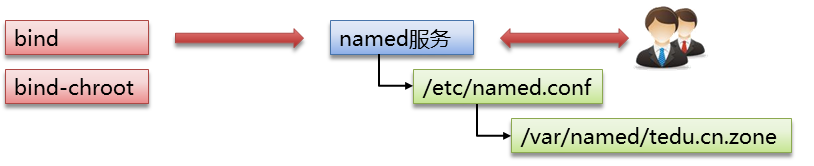 bind
named服务
bind-chroot
/etc/named.conf
/var/named/tedu.cn.zone